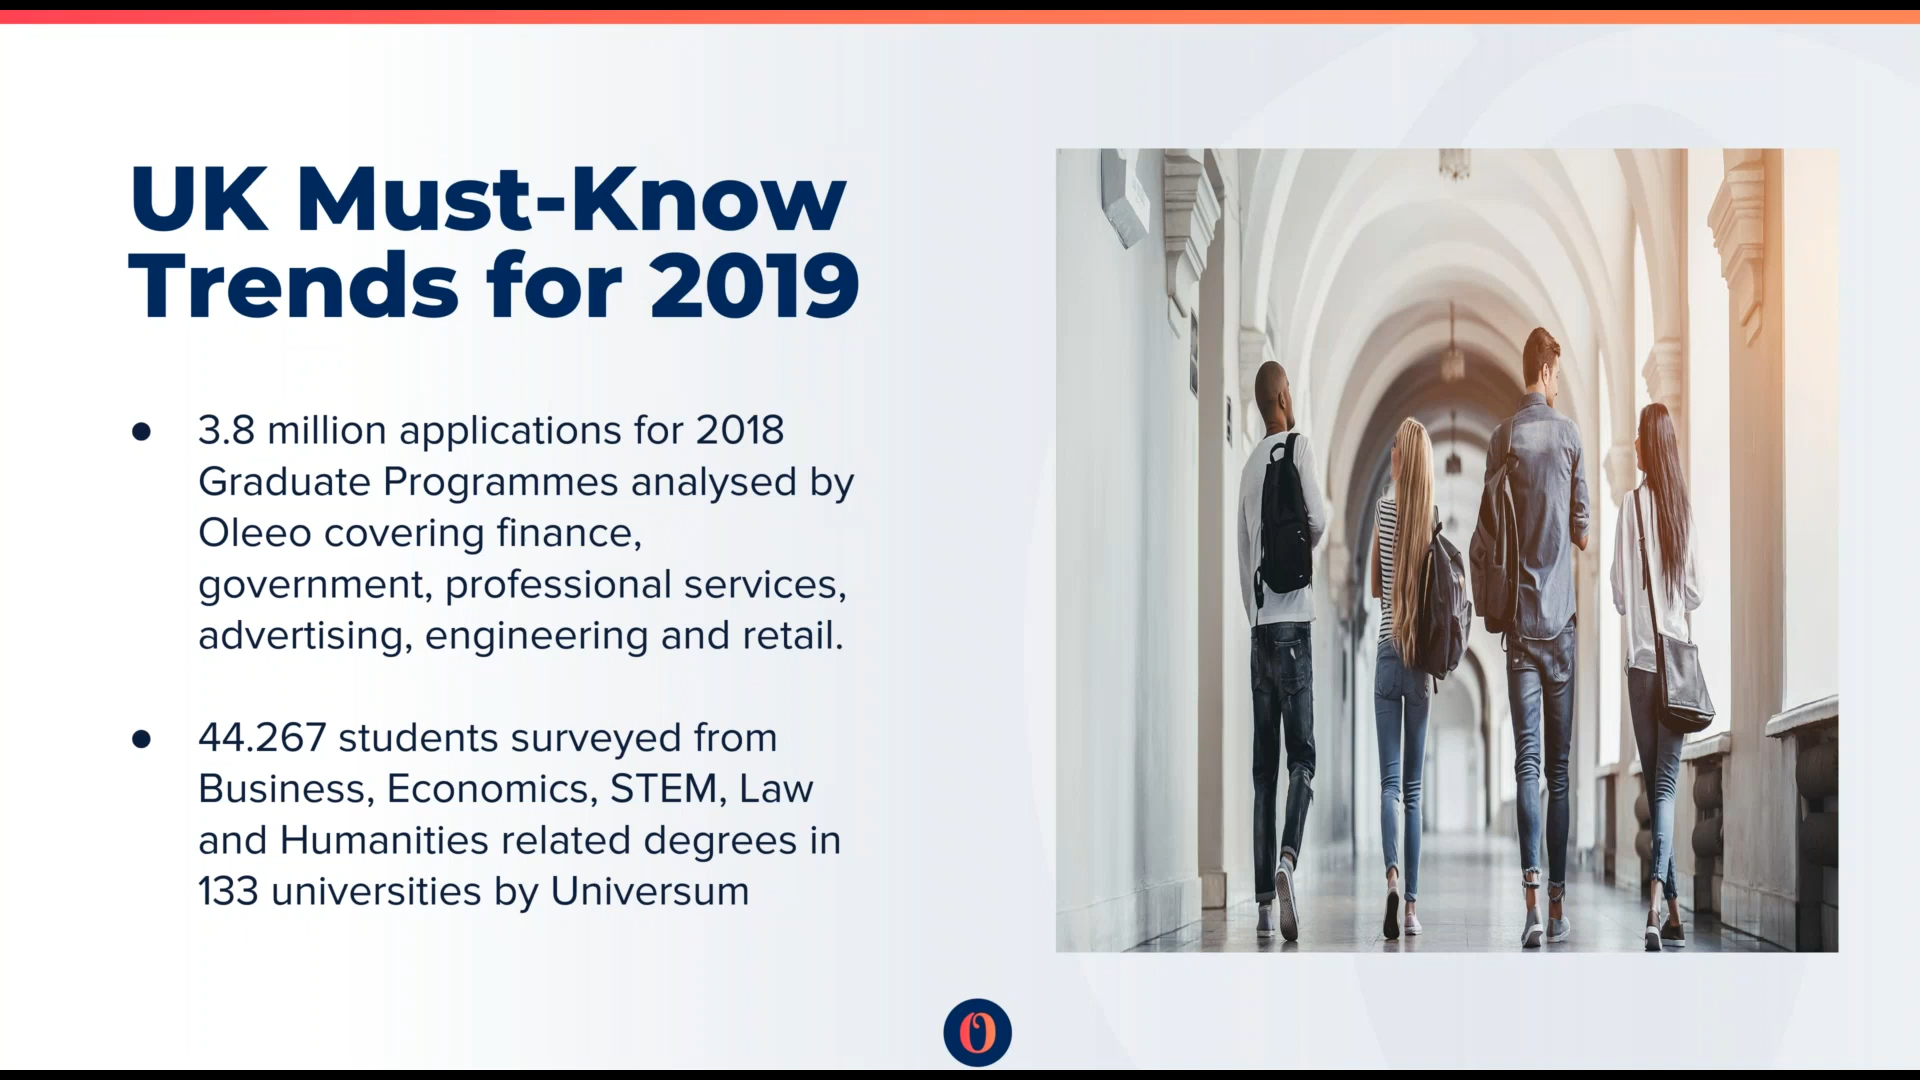 UK Must-Know
Trends for 2019
● 3.8 million applications for 2018
Graduate Programmes analysed by
Oleeo covering finance,
government, professional services,
advertising, engineering and retail.
● 44.267 students surveyed from
Business, Economics, STEM, Law
and Humanities related degrees in
133 universities by Universum
O